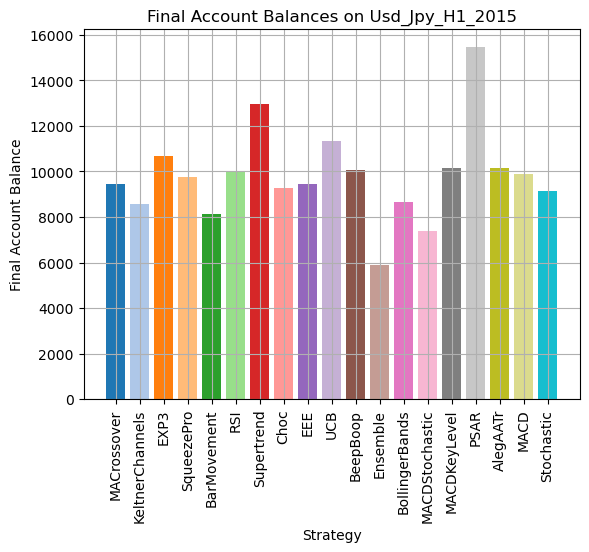 Final Account Balances on Usd_Jpy_H1_2015
Final Account Balance
16000
14000
12000
10000
8000
6000
4000
2000
0
MACrossover
KeltnerChannels
EXP3
SqueezePro
BarMovement
RSI
Supertrend
Choc
EEE
UCB
BeepBoop
Ensemble
BollingerBands
MACDStochastic
MACDKeyLevel
PSAR
AlegAATr
MACD
Stochastic
Strategy